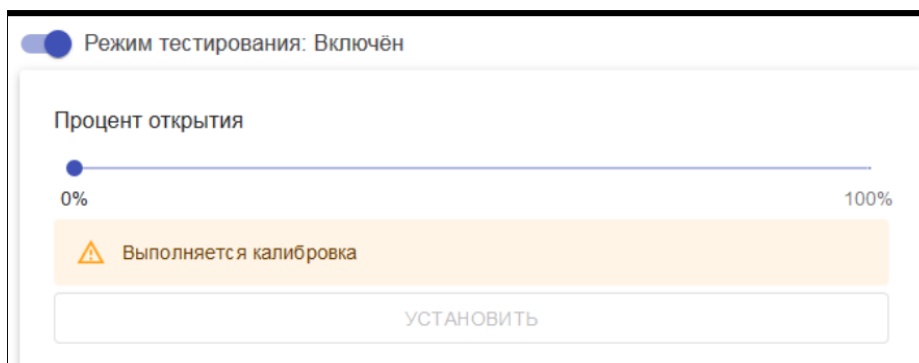 Режим тестирования: Включён
Процент открытия
0% 100%
Выполняется калибровка
УСТАНОВИТЬ